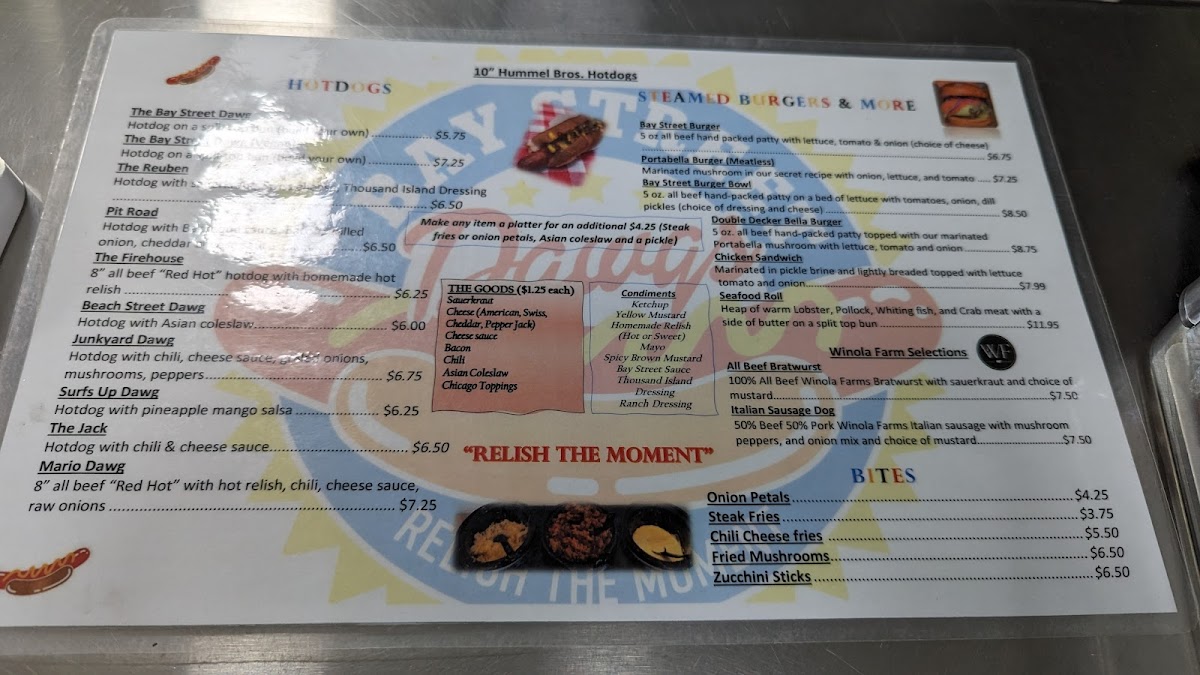 10” Hummel Bros. Hotdogs
HOTDOGS
The Bay Street Dawg
Hotdog on a your own) $5.75
The Bay
Hotdog on a your own) $7.25
The Reuben
Hotdog with Thousand Island Dressing
$6.50
Pit Road
Hotdog with
onion, cheddar $6.50
The Firehouse
8” all beef “Red Hot” hotdog with homemade hot
relish $6.25
Beach Street Dawg
Hotdog with Asian coleslaw $6.00
Junkyard Dawg
Hotdog with chili, cheese sauce, onions,
mushrooms, peppers $6.75
Surfs Up Dawg
Hotdog with pineapple mango salsa $6.25
The Jack
Hotdog with chili & cheese sauce $6.50
Mario Dawg
8” all beef “Red Hot” with hot relish, chili, cheese sauce,
raw onions $7.25
Make any item a platter for an additional $4.25 (Steak
fries or onion petals, Asian coleslaw and a pickle)
THE GOODS ($1.25 each)
Sauerkraut
Cheese (American, Swiss,
Cheddar, Pepper Jack)
Cheese sauce
Bacon
Chili
Asian Coleslaw
Chicago Toppings
Condiments
Ketchup
Yellow Mustard
Homemade Relish
(Hot or Sweet)
Mayo
Spicy Brown Mustard
Bay Street Sauce
Thousand Island
Dressing
Ranch Dressing
“RELISH THE MOMENT”
STEAMED BURGERS & MORE
Bay Street Burger
5 oz all beef hand packed patty with lettuce, tomato & onion (choice of cheese)
$6.75
Portabella Burger (Meatless)
Marinated mushroom in our secret recipe with onion, lettuce, and tomato ..... $7.25
Bay Street Burger Bowl
5 oz. all beef hand-packed patty on a bed of lettuce with tomatoes, onion, dill
pickles (choice of dressing and cheese) $8.50
Double Decker Bella Burger
5 oz. all beef hand-packed patty topped with our marinated
Portabella mushroom with lettuce, tomato and onion $8.75
Chicken Sandwich
Marinated in pickle brine and lightly breaded topped with lettuce
tomato and onion $7.99
Seafood Roll
Heap of warm Lobster, Pollock, Whiting fish, and Crab meat with a
side of butter on a split top bun $11.95
Winola Farm Selections
WF
All Beef Bratwurst
100% All Beef Winola Farms Bratwurst with sauerkraut and choice of
mustard $7.50
Italian Sausage Dog
50% Beef 50% Pork Winola Farms Italian sausage with mushroom
peppers, and onion mix and choice of mustard $7.50
BITES
Onion Petals $4.25
Steak Fries $3.75
Chili Cheese fries $5.50
Fried Mushrooms $6.50
Zucchini Sticks $6.50
BAY STREET
Dawgs
RELISH THE MOMENT